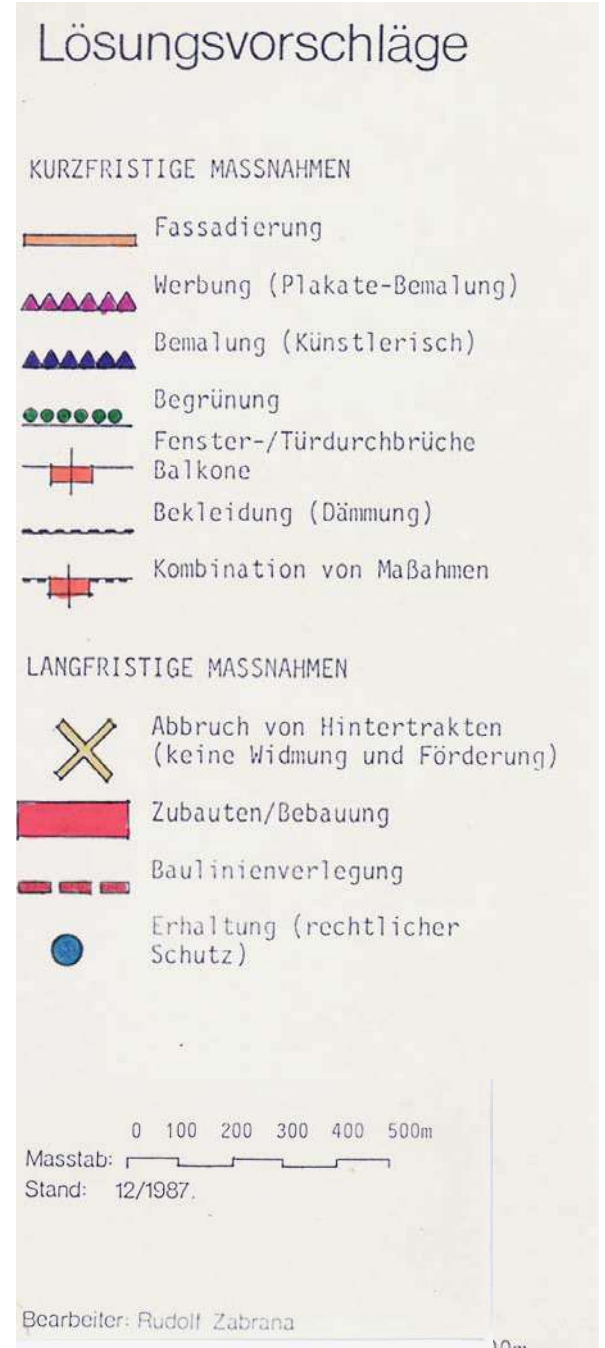 Lösungsvorschläge
KURZFRISTIGE MASSNAHMEN
Fassadierung
Werbung (Plakate-Bemalung)
Bemalung (Künstlerisch)
Begrünung
Fenster-/Türdurchbrüche
Balkone
Bekleidung (Dämmung)
Kombination von Maßahmen
LANGFRISTIGE MASSNAHMEN
Abbruch von Hintertrakten
(keine Widmung und Förderung)
Zubauten/Bebauung
Baulinienverlegung
Erhaltung (rechtlicher
Schutz)
0 100 200 300 400 500m
Masstab:
Stand: 12/1987.
Bearbeiter: Rudolf Zabrana